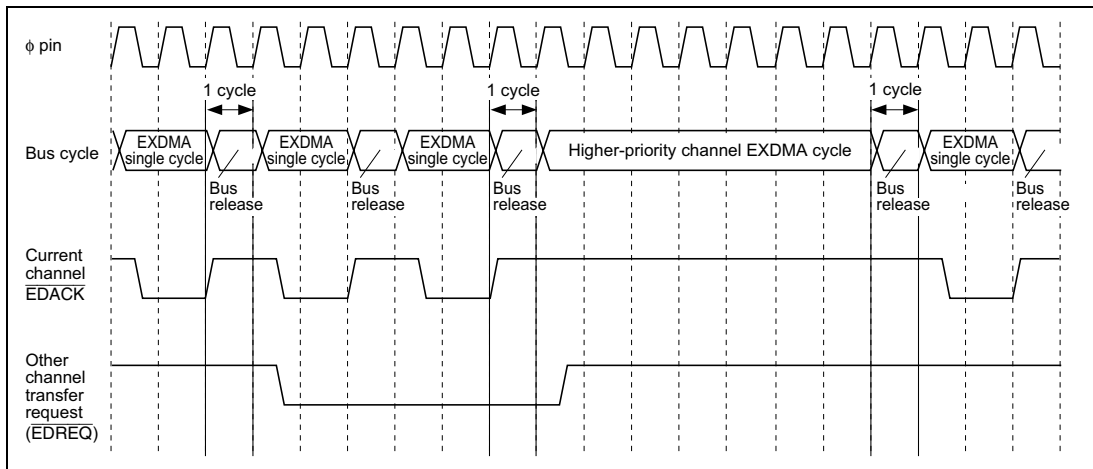 ϕ pin
1 cycle
1 cycle
1 cycle
Bus cycle
EXDMA
single cycle
EXDMA
single cycle
EXDMA
single cycle
Higher-priority channel EXDMA cycle
EXDMA
single cycle
Bus
release
Bus
release
Bus
release
Bus
release
Bus
release
Current
channel
EDACK
Other
channel
transfer
request
(EDREQ)